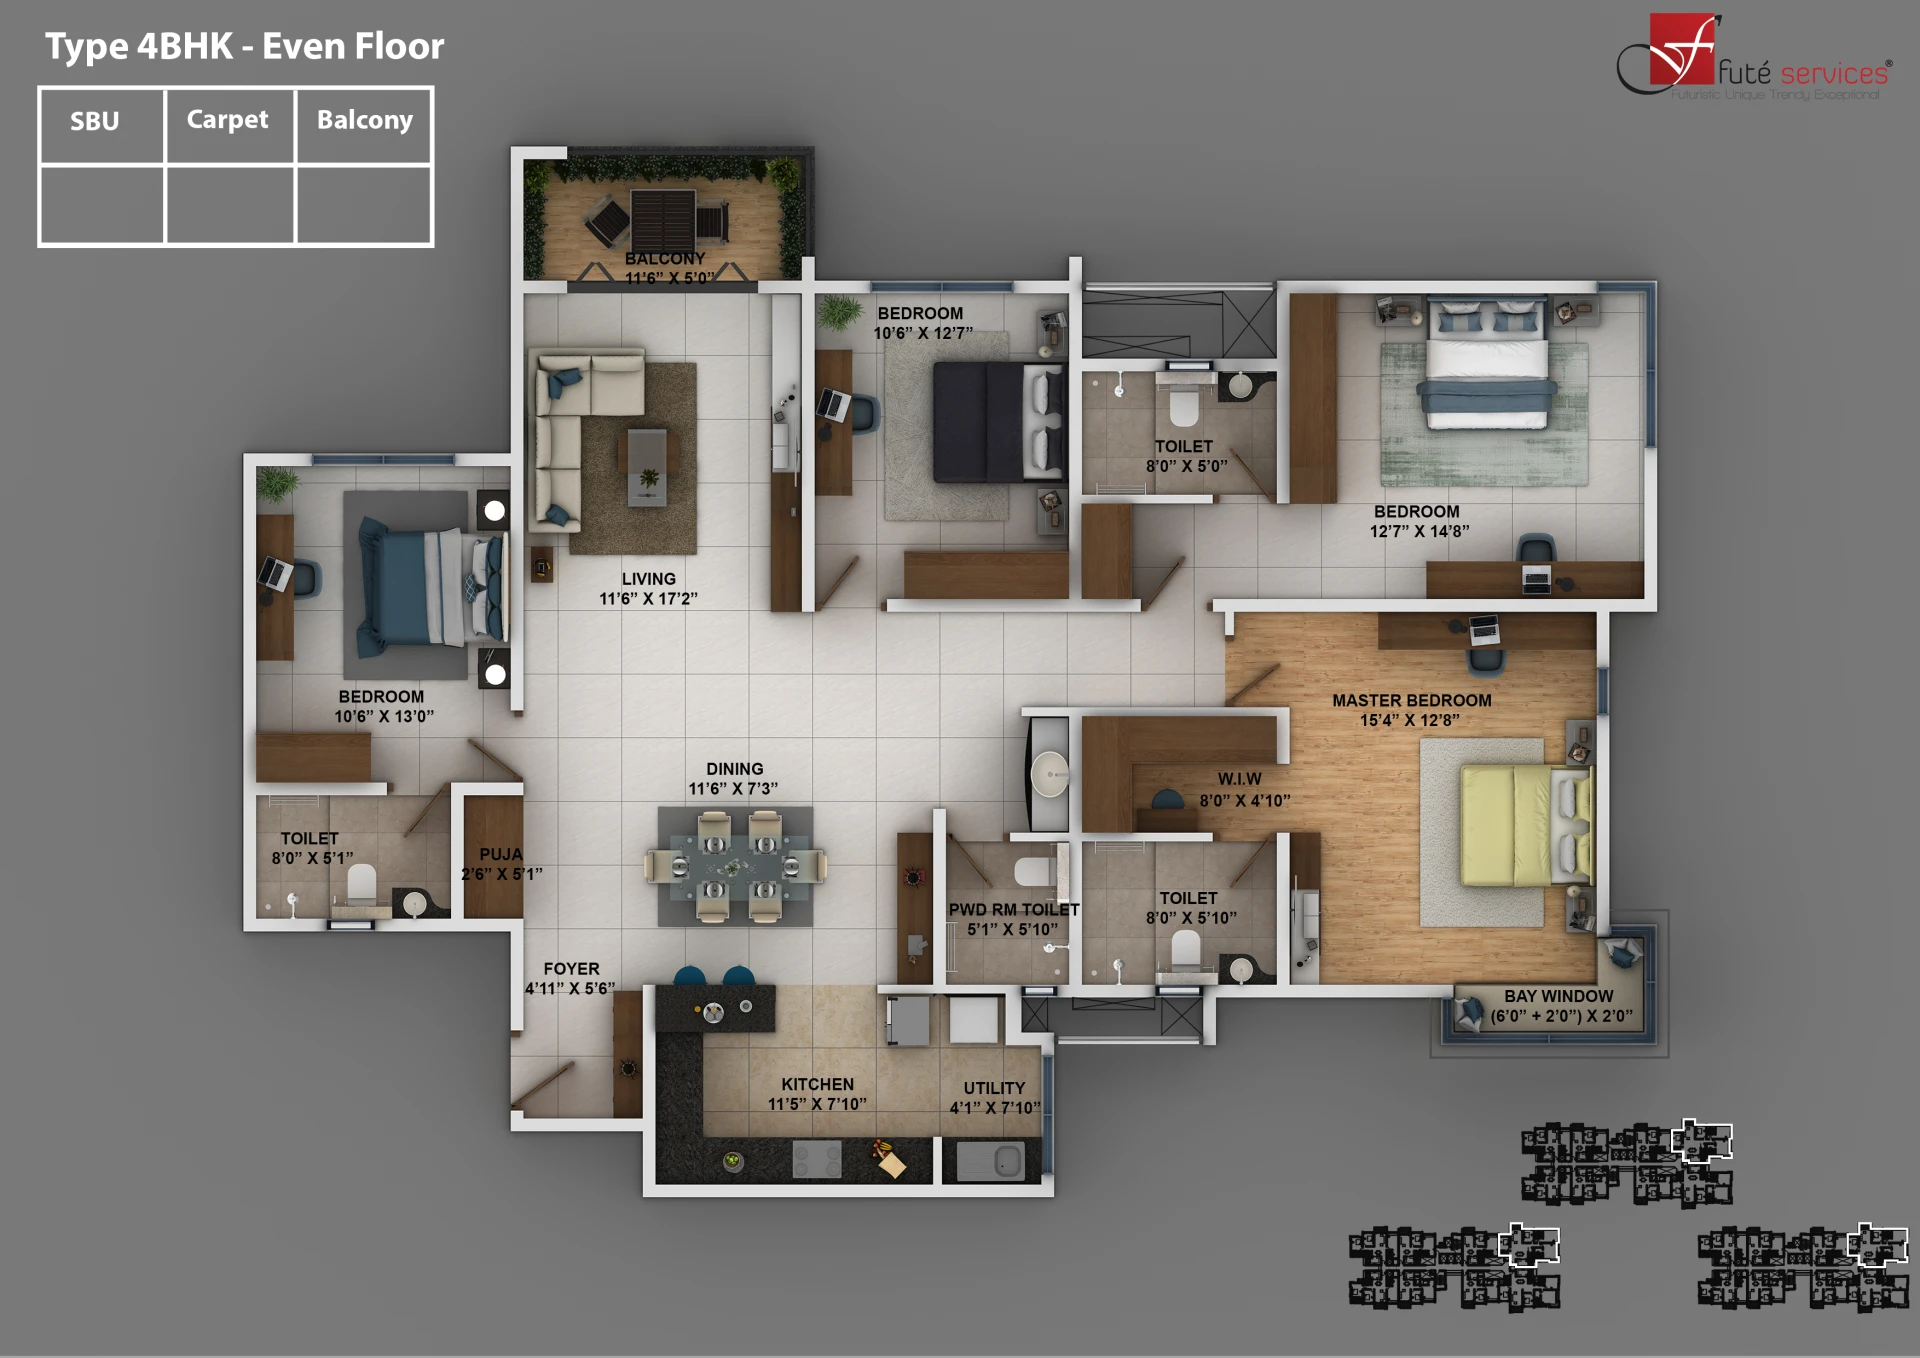 Type 4BHK - Even Floor
SBU
Carpet
Balcony
futé services®
Futuristic Unique Trendy Exceptional
BALCONY
11'6" X 5'0"
BEDROOM
10'6" X 12'7"
TOILET
8'0" X 5'0"
BEDROOM
12'7" X 14'8"
LIVING
11'6" X 17'2"
BEDROOM
10'6" X 13'0"
MASTER BEDROOM
15'4" X 12'8"
DINING
11'6" X 7'3"
W.I.W
8'0" X 4'10"
TOILET
8'0" X 5'1"
PUJA
2'6" X 5'1"
PWD RM TOILET
5'1" X 5'10"
TOILET
8'0" X 5'10"
FOYER
4'11" X 5'6"
BAY WINDOW
(6'0" + 2'0") X 2'0"
KITCHEN
11'5" X 7'10"
UTILITY
4'1" X 7'10"